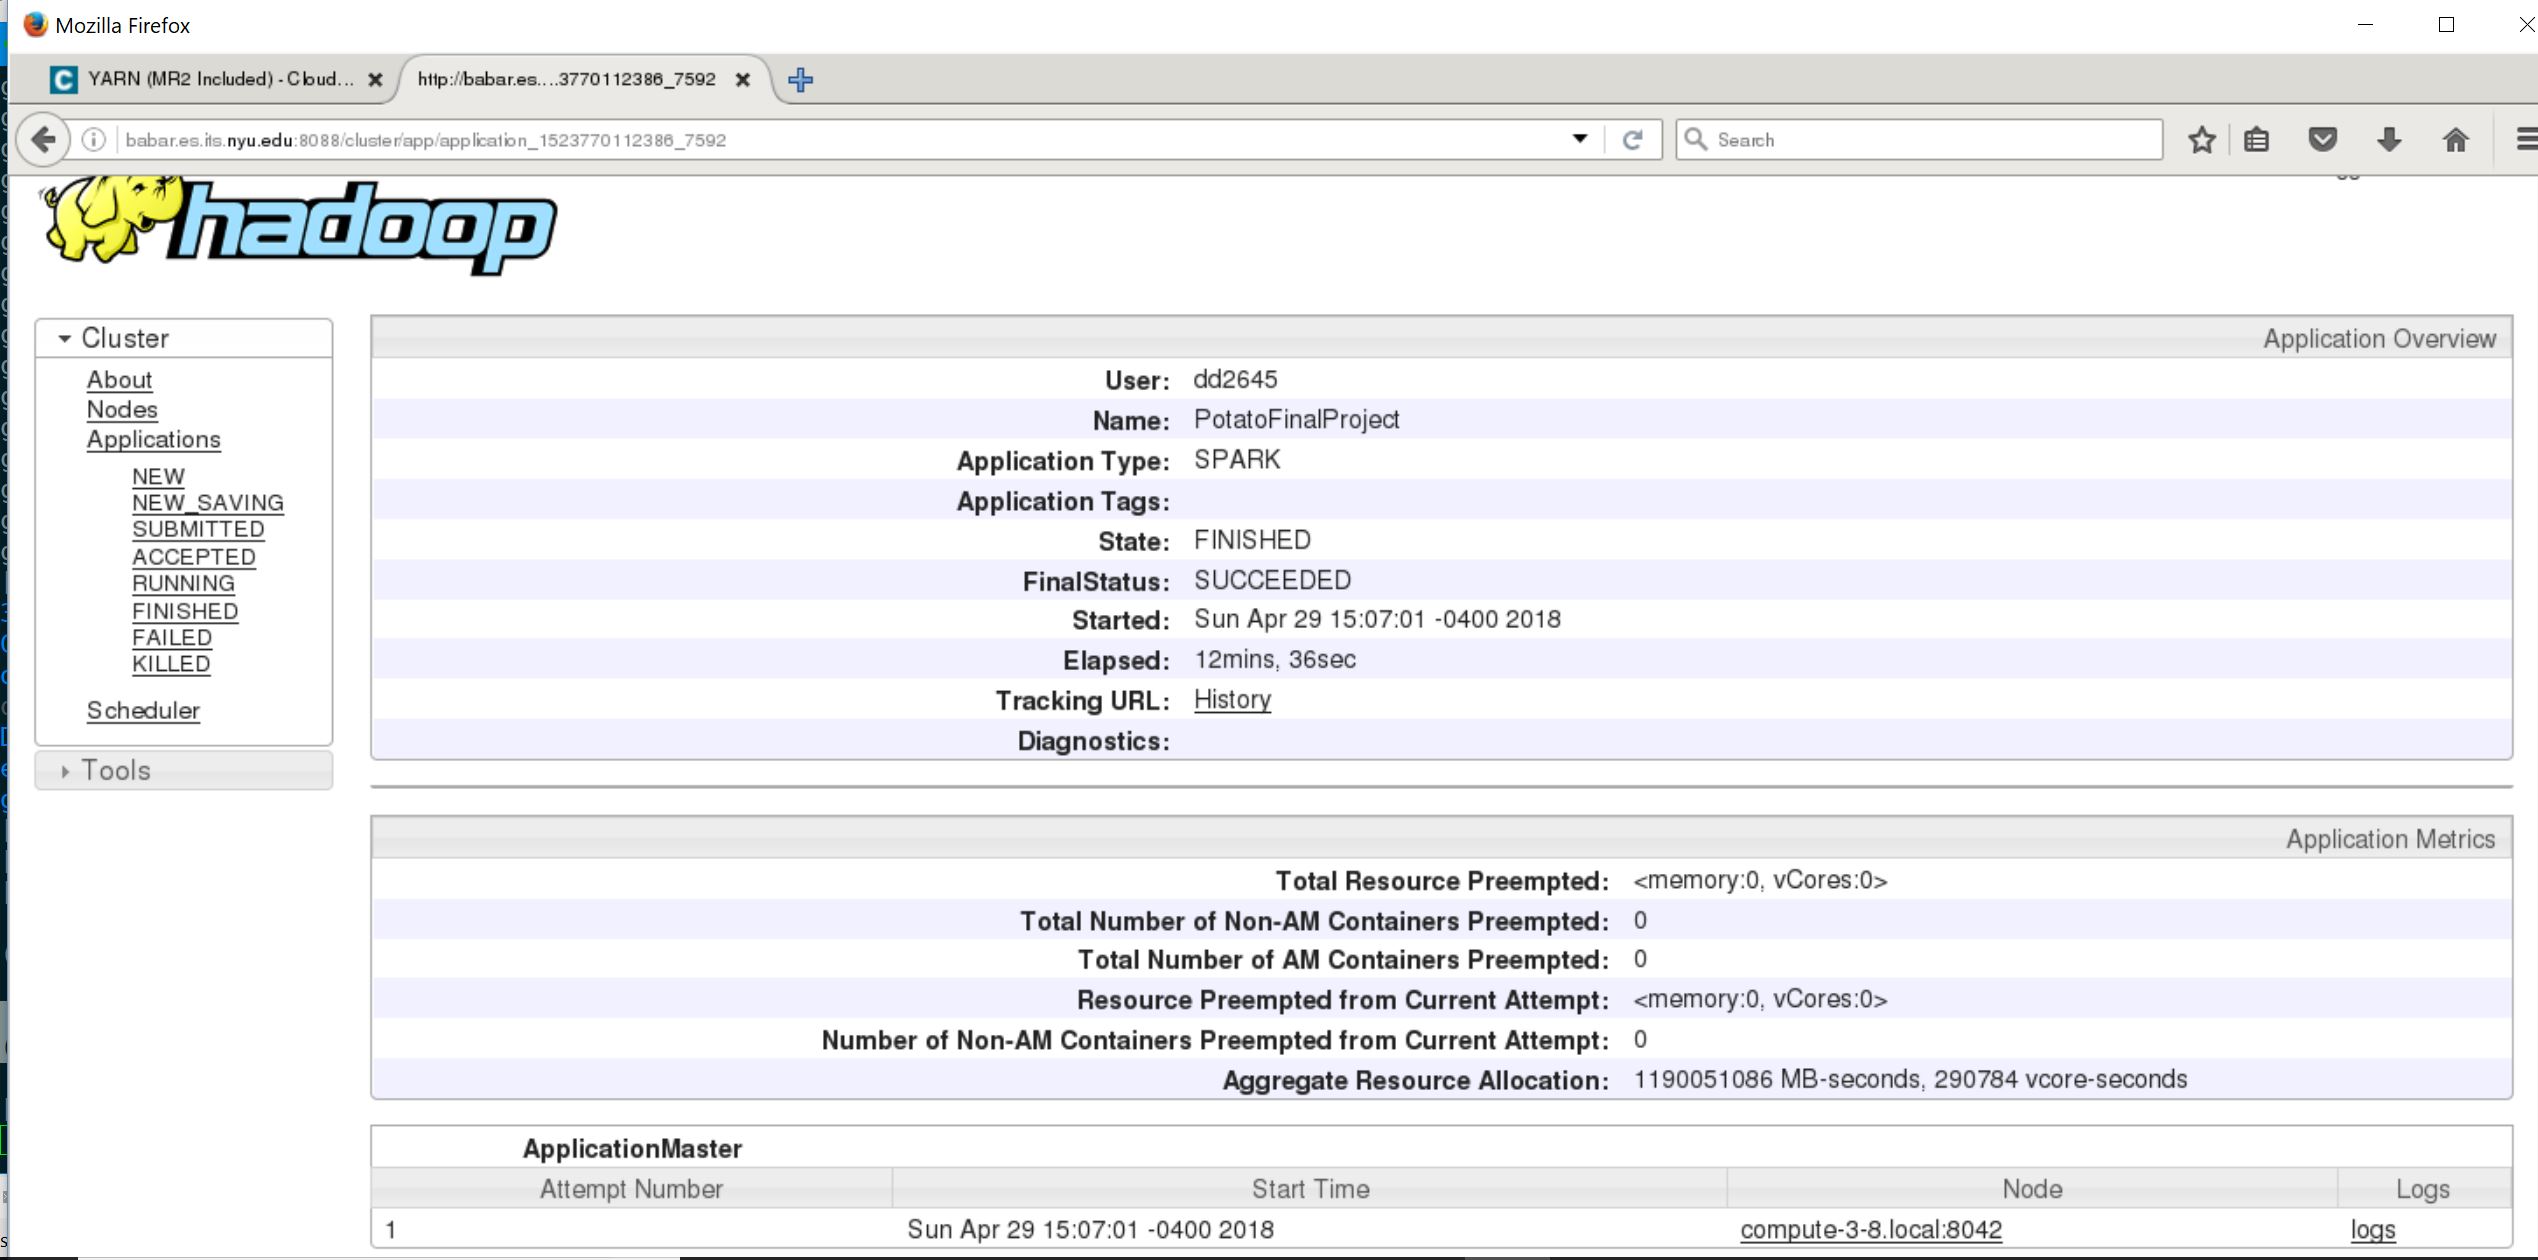 Mozilla Firefox
YARN (MR2 Included) - Cloud...
http://babar.es....3770112386_7592
babar.es.its.nyu.edu:8088/cluster/app/application_1523770112386_7592
Search
hadoop
Cluster
About
Nodes
Applications
NEW
NEW_SAVING
SUBMITTED
ACCEPTED
RUNNING
FINISHED
FAILED
KILLED
Scheduler
Tools
Application Overview
User: dd2645
Name: PotatoFinalProject
Application Type: SPARK
Application Tags:
State: FINISHED
FinalStatus: SUCCEEDED
Started: Sun Apr 29 15:07:01 -0400 2018
Elapsed: 12mins, 36sec
Tracking URL: History
Diagnostics:
Application Metrics
Total Resource Preempted: <memory:0, vCores:0>
Total Number of Non-AM Containers Preempted: 0
Total Number of AM Containers Preempted: 0
Resource Preempted from Current Attempt: <memory:0, vCores:0>
Number of Non-AM Containers Preempted from Current Attempt: 0
Aggregate Resource Allocation: 1190051086 MB-seconds, 290784 vcore-seconds
ApplicationMaster
Attempt Number Start Time Node Logs
1 Sun Apr 29 15:07:01 -0400 2018 compute-3-8.local:8042 logs